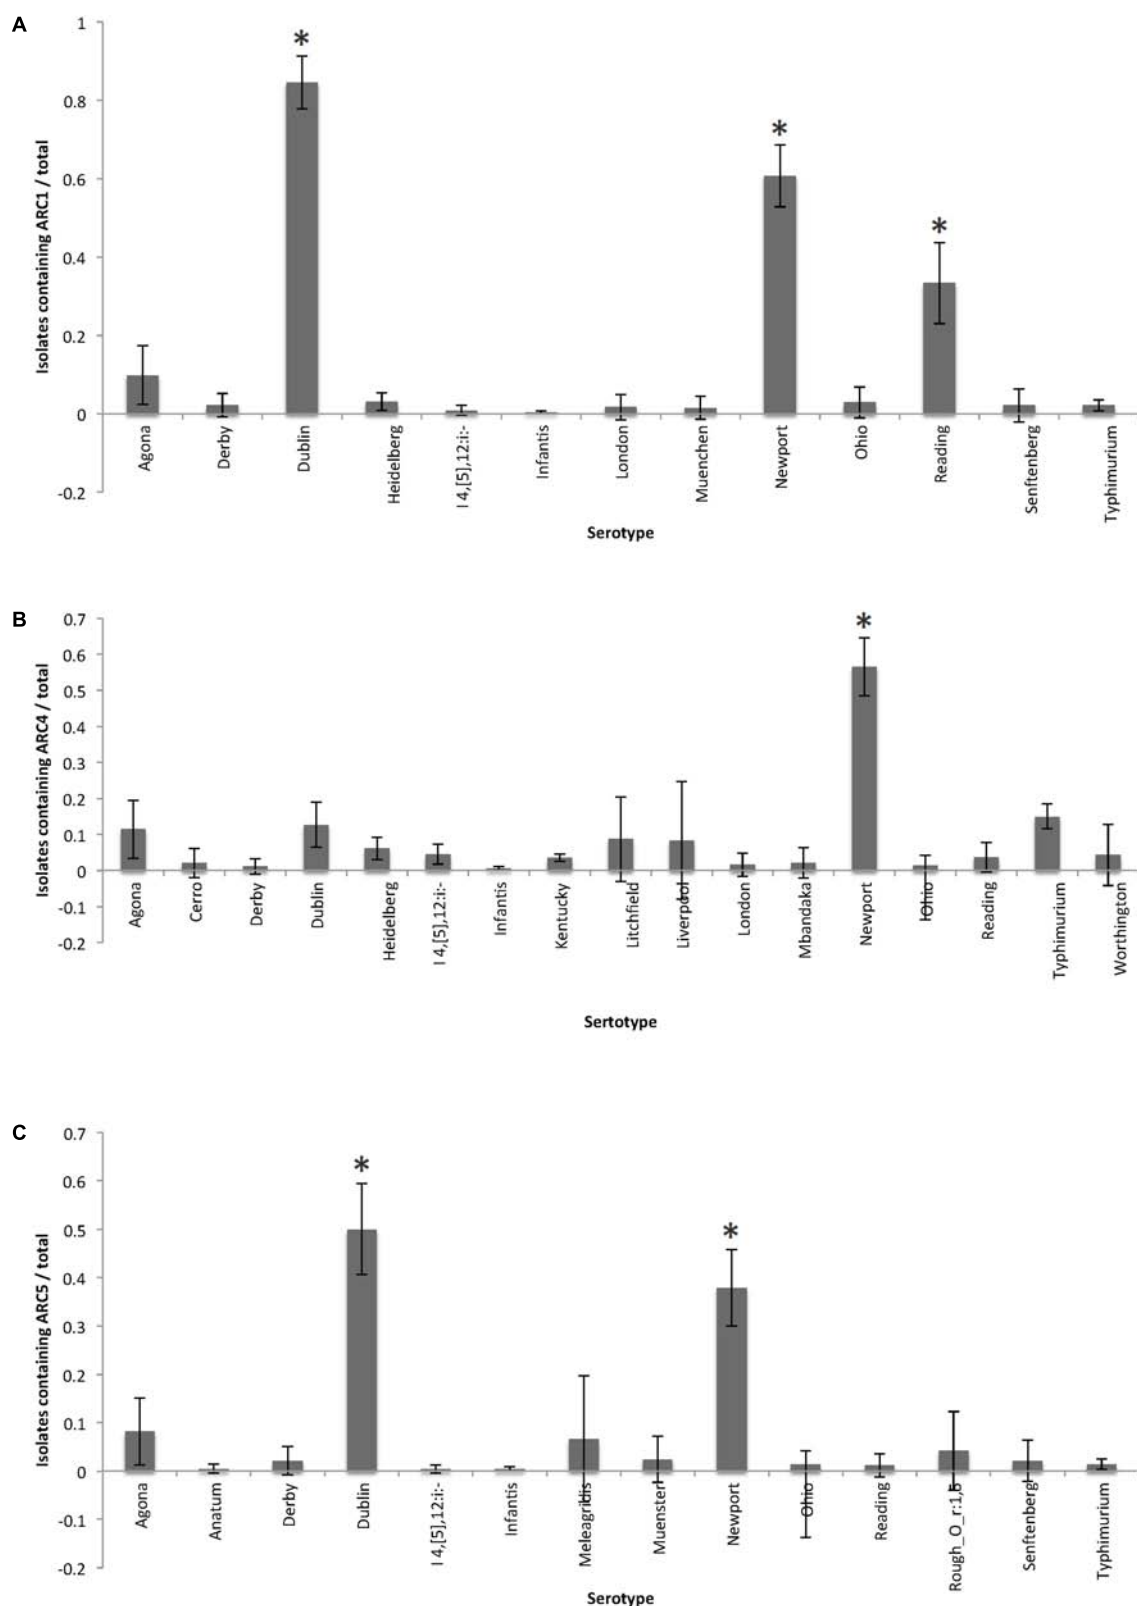 A
Isolates containing ARC1 / total
1
0.8
0.6
0.4
0.2
0
-0.2
*
*
*
Agona
Derby
Dublin
Heidelberg
I 4,[5],12:i:-
Infantis
London
Muenchen
Newport
Ohio
Reading
Senftenberg
Typhimurium
Serotype
B
Isolates containing ARC4 / total
0.7
0.6
0.5
0.4
0.3
0.2
0.1
0
-0.1
-0.2
*
Agona
Cerro
Derby
Dublin
Heidelberg
I 4,[5],12:i:-
Infantis
Kentucky
Litchfield
Liverpool
London
Mbandaka
Newport
Ohio
Reading
Typhimurium
Worthington
Sertotype
C
Isolates containing ARC5 / total
0.7
0.6
0.5
0.4
0.3
0.2
0.1
0
-0.1
-0.2
*
*
Agona
Anatum
Derby
Dublin
I 4,[5],12:i:-
Infantis
Meleagridis
Muenster
Newport
Ohio
Reading
Rough_O_r:1,5
Senftenberg
Typhimurium
Serotype